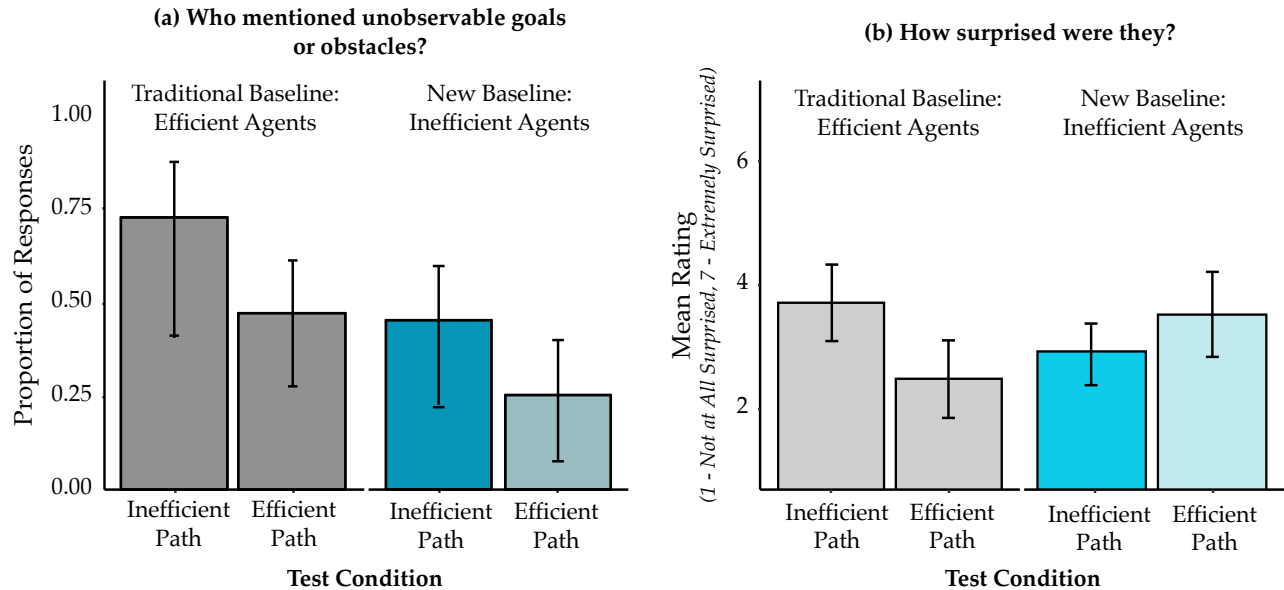 (a) Who mentioned unobservable goals
or obstacles?
Traditional Baseline:
Efficient Agents
New Baseline:
Inefficient Agents
Proportion of Responses
1.00
0.75
0.50
0.25
0.00
Inefficient
Path
Efficient
Path
Inefficient
Path
Efficient
Path
Test Condition
(b) How surprised were they?
Traditional Baseline:
Efficient Agents
New Baseline:
Inefficient Agents
Mean Rating
(1 - Not at All Surprised, 7 - Extremely Surprised)
6
4
2
Inefficient
Path
Efficient
Path
Inefficient
Path
Efficient
Path
Test Condition